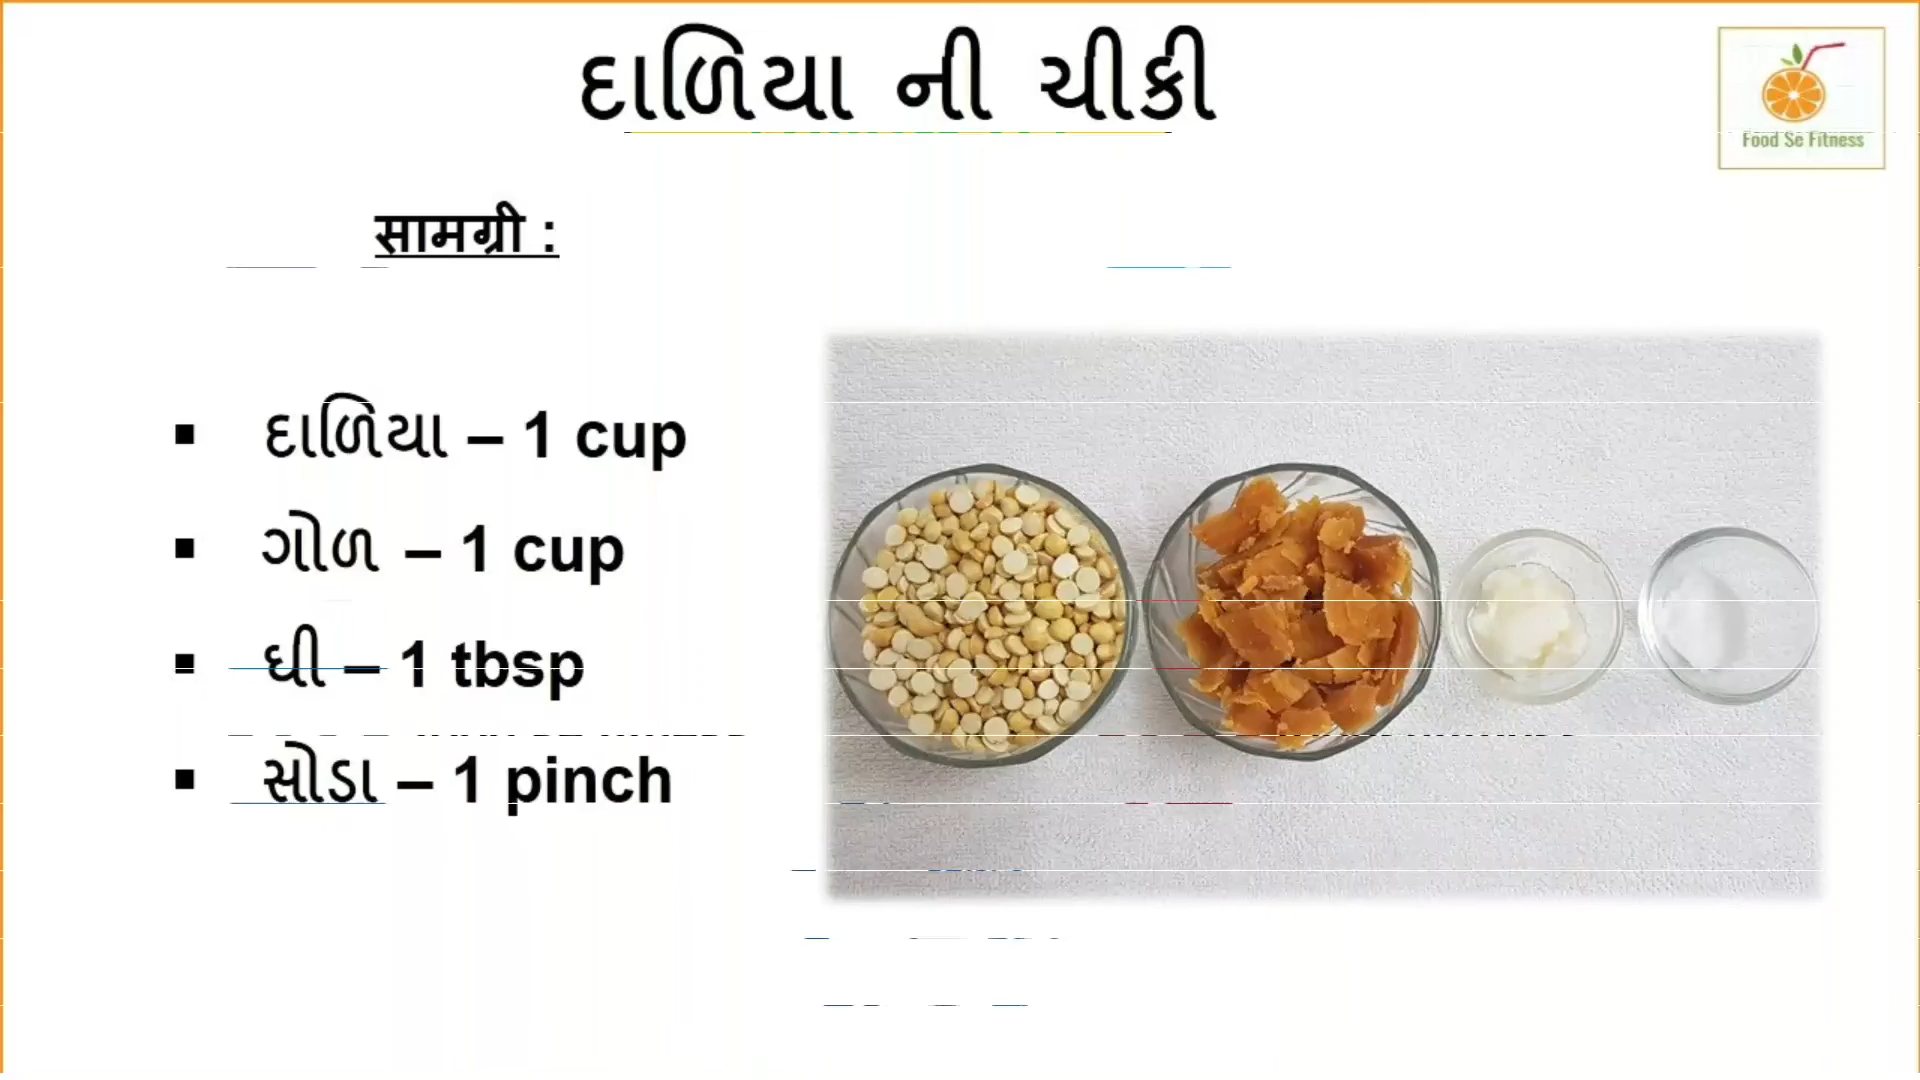 દાળિયા ની ચીકી
Food Se Fitness
सामग्री :
▪ દાળિયા – 1 cup
▪ ગોળ – 1 cup
▪ ઘી – 1 tbsp
▪ સોડા – 1 pinch